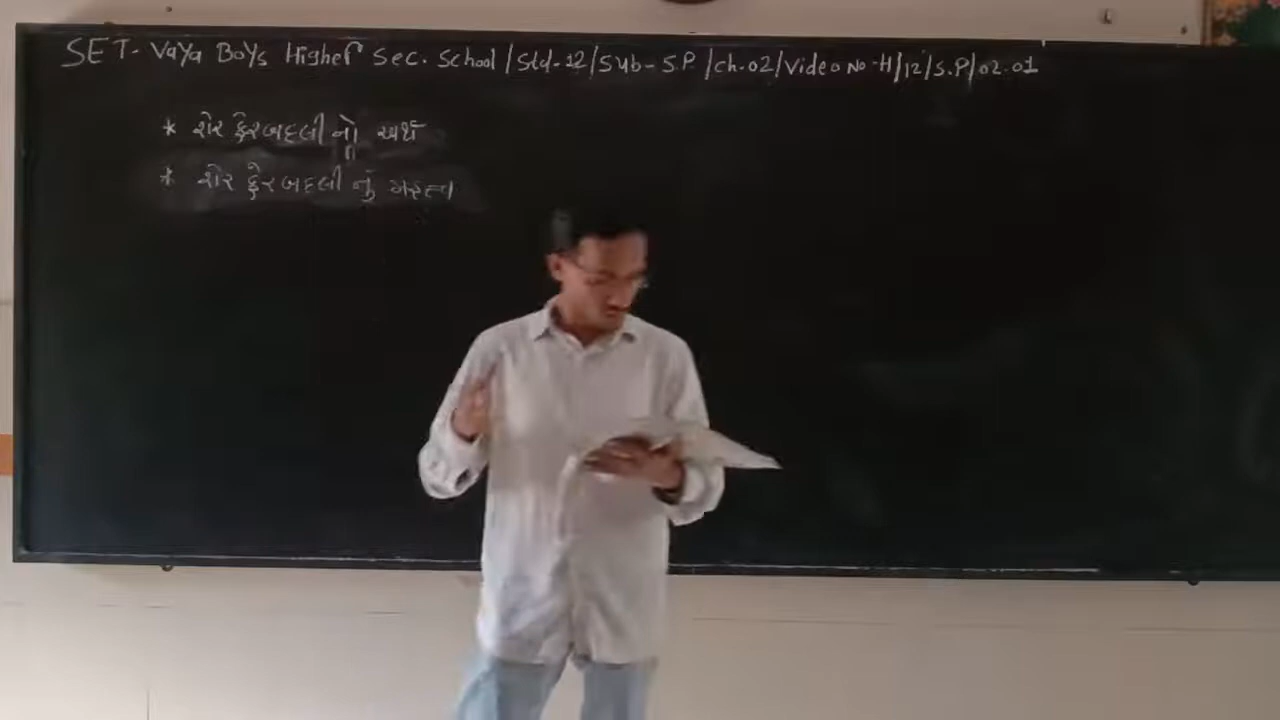 SET- Vaya Boys Higher Sec. School / Std-12 / Sub- S.P. / ch.02 / Video No-H/12/S.P/02.01
* શેર ફેરબદલી નો અર્થ
* શેર ફેરબદલી નું મહત્વ